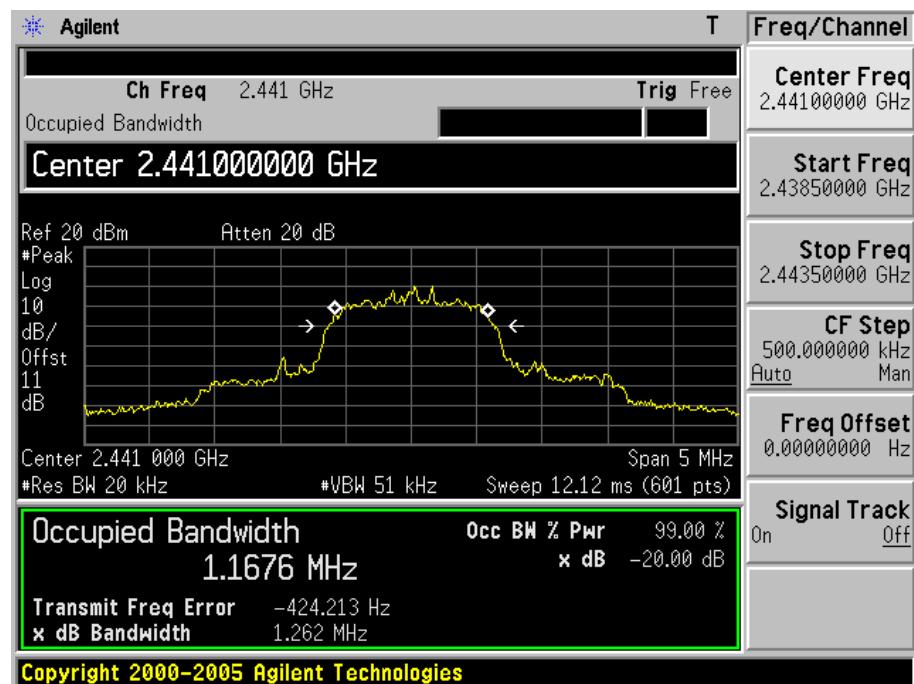 Agilent T Freq/Channel
Ch Freq 2.441 GHz Trig Free
Occupied Bandwidth
Center 2.441000000 GHz
Ref 20 dBm Atten 20 dB
#Peak
Log
10
dB/
Offst
11
dB
Center 2.441 000 GHz Span 5 MHz
#Res BW 20 kHz #VBW 51 kHz Sweep 12.12 ms (601 pts)
Occupied Bandwidth
1.1676 MHz
Occ BW % Pwr 99.00 %
x dB -20.00 dB
Transmit Freq Error -424.213 Hz
x dB Bandwidth 1.262 MHz
Copyright 2000-2005 Agilent Technologies
Center Freq
2.44100000 GHz
Start Freq
2.43850000 GHz
Stop Freq
2.44350000 GHz
CF Step
500.000000 kHz
Auto Man
Freq Offset
0.00000000 Hz
Signal Track
On Off